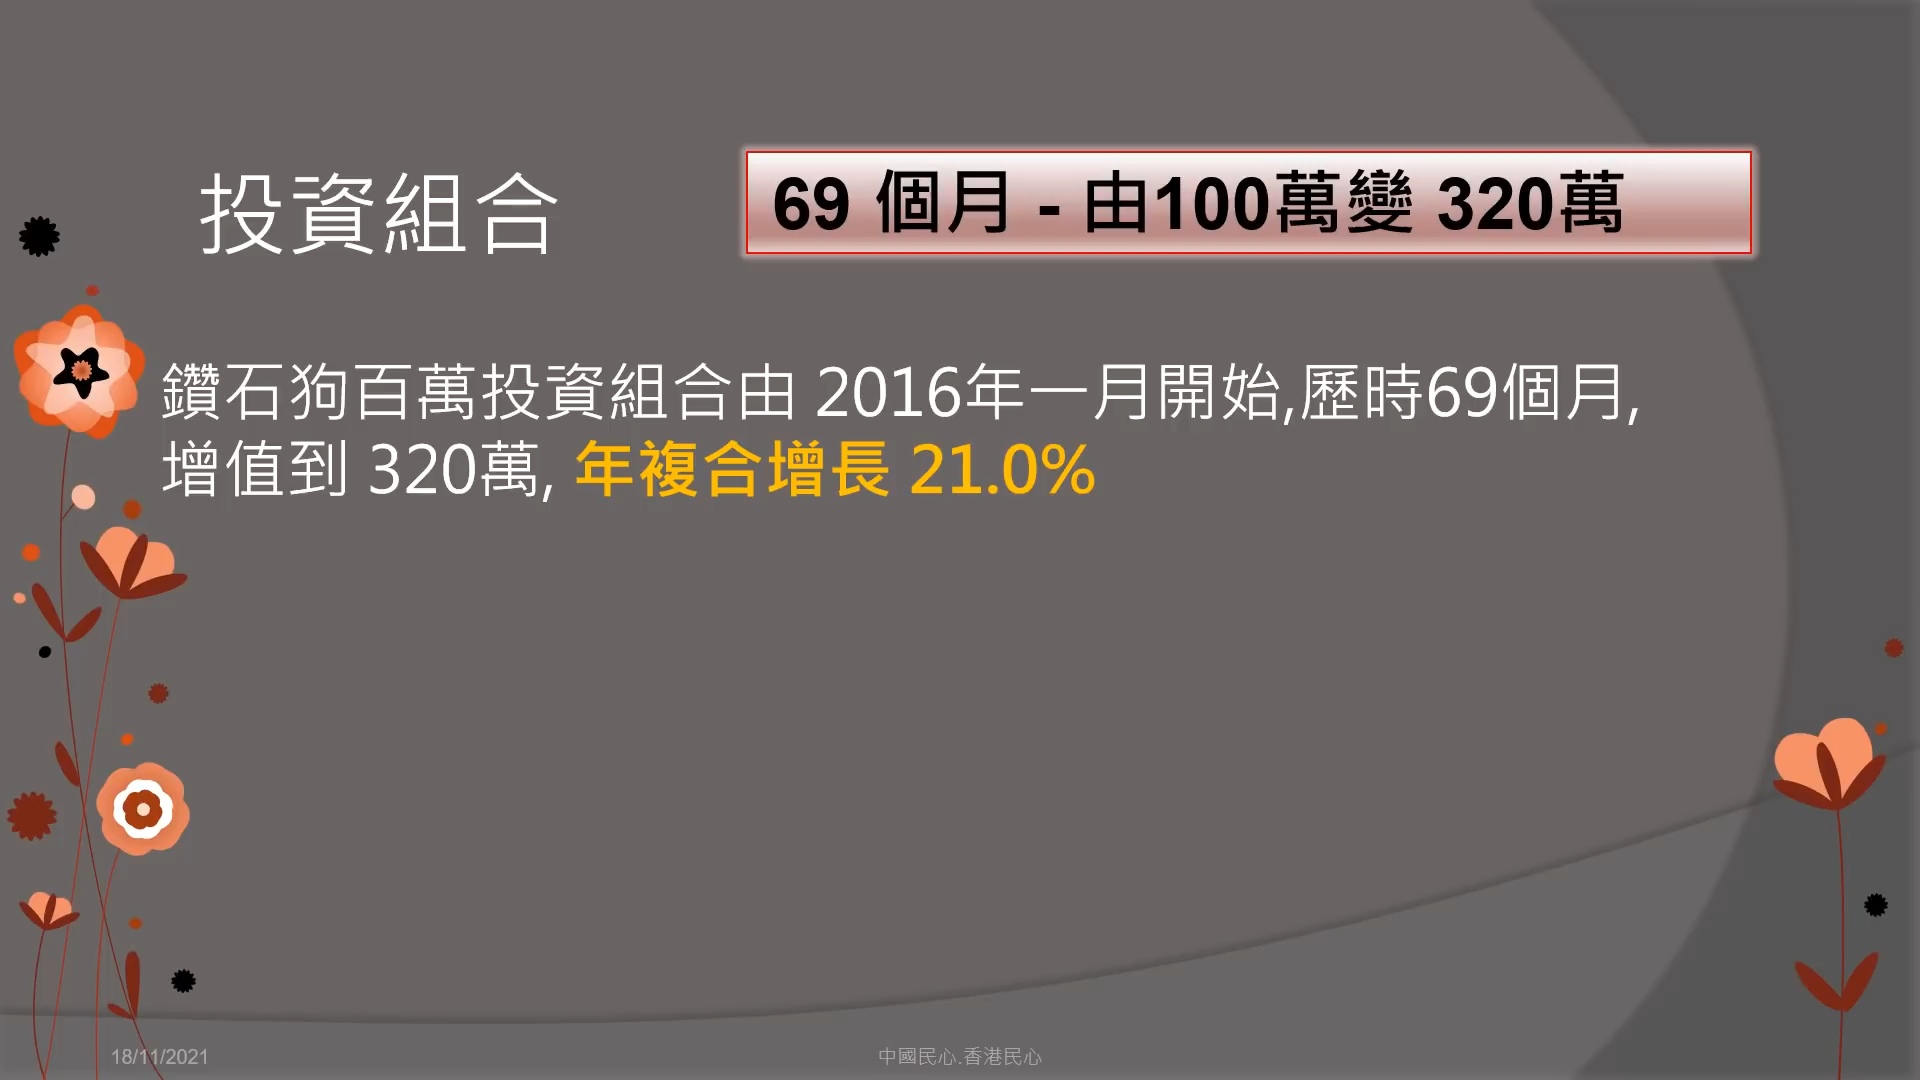 投資組合
69 個月 - 由100萬變 320萬
鑽石狗百萬投資組合由 2016年一月開始,歷時69個月,
增值到 320萬, 年複合增長 21.0%
18/11/2021
中國民心.香港民心